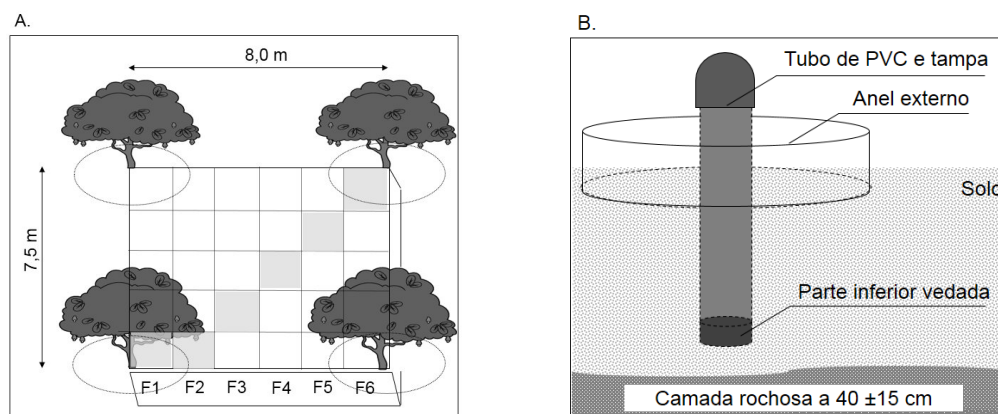 A.
8,0 m
7,5 m
F1 F2 F3 F4 F5 F6
B.
Tubo de PVC e tampa
Anel externo
Solo
Parte inferior vedada
Camada rochosa a 40 ±15 cm